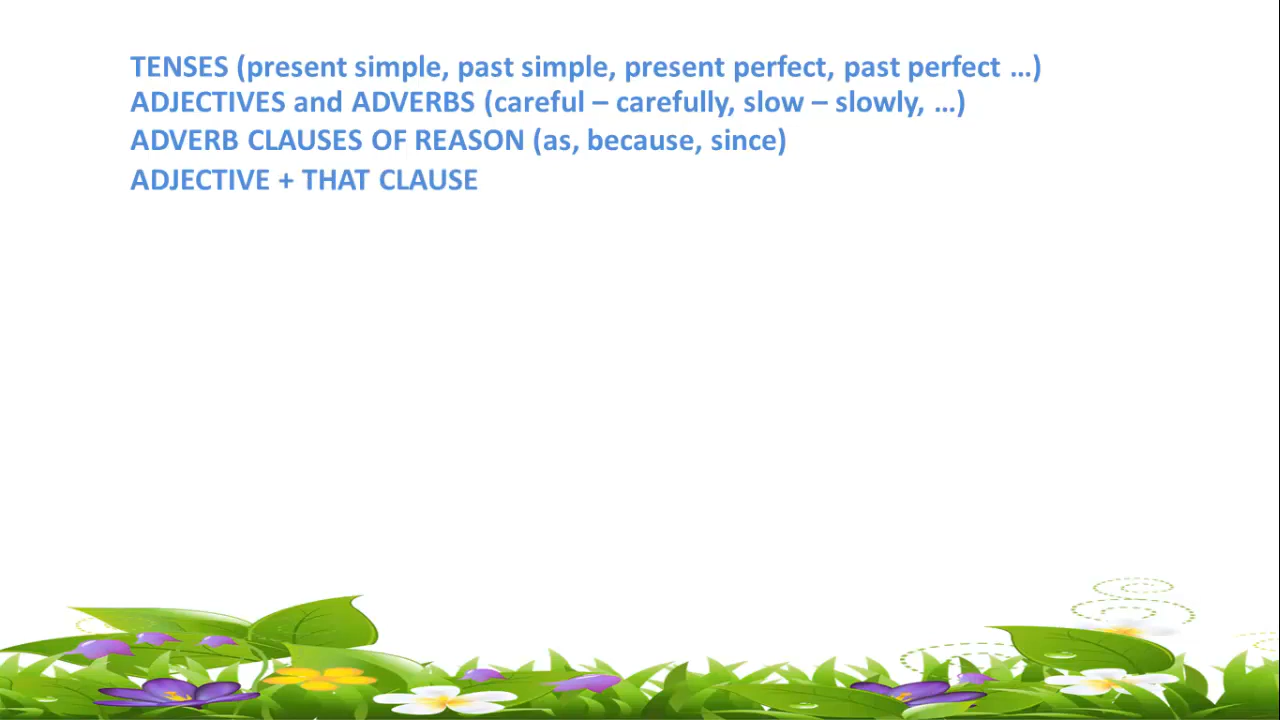 TENSES (present simple, past simple, present perfect, past perfect …)
ADJECTIVES and ADVERBS (careful – carefully, slow – slowly, …)
ADVERB CLAUSES OF REASON (as, because, since)
ADJECTIVE + THAT CLAUSE